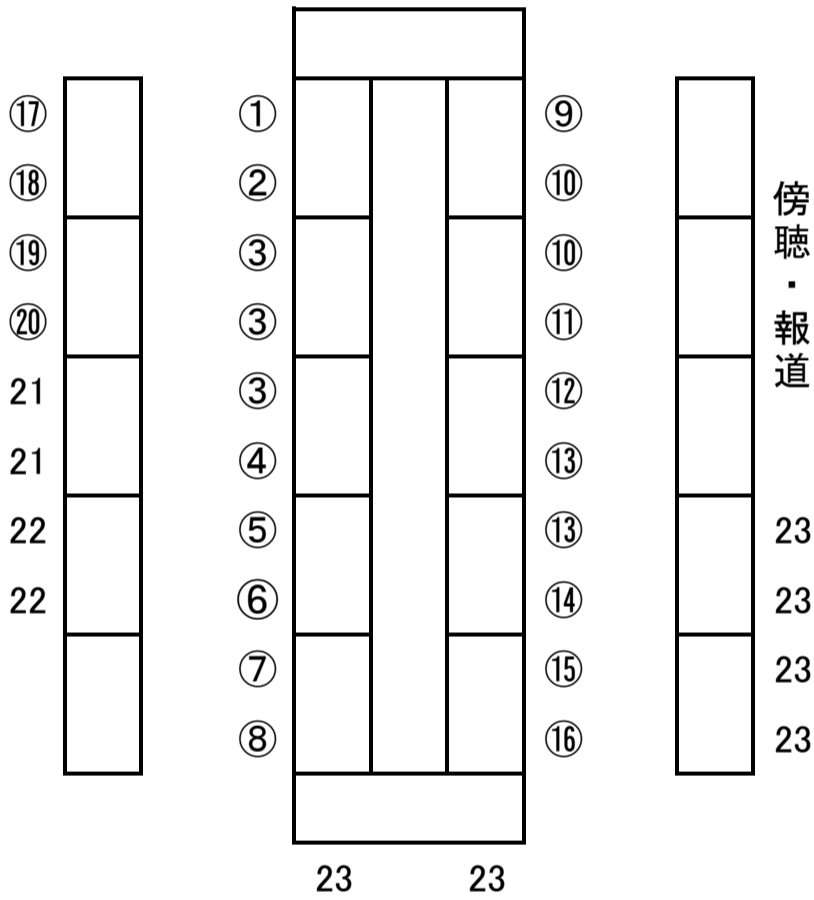 ⑰ ① ⑨
⑱ ② ⑩
⑲ ③ ⑩
⑳ ③ ⑪
21 ③ ⑫
21 ④ ⑬
22 ⑤ ⑬ 23
22 ⑥ ⑭ 23
⑦ ⑮ 23
⑧ ⑯ 23
傍聴・報道
23 23